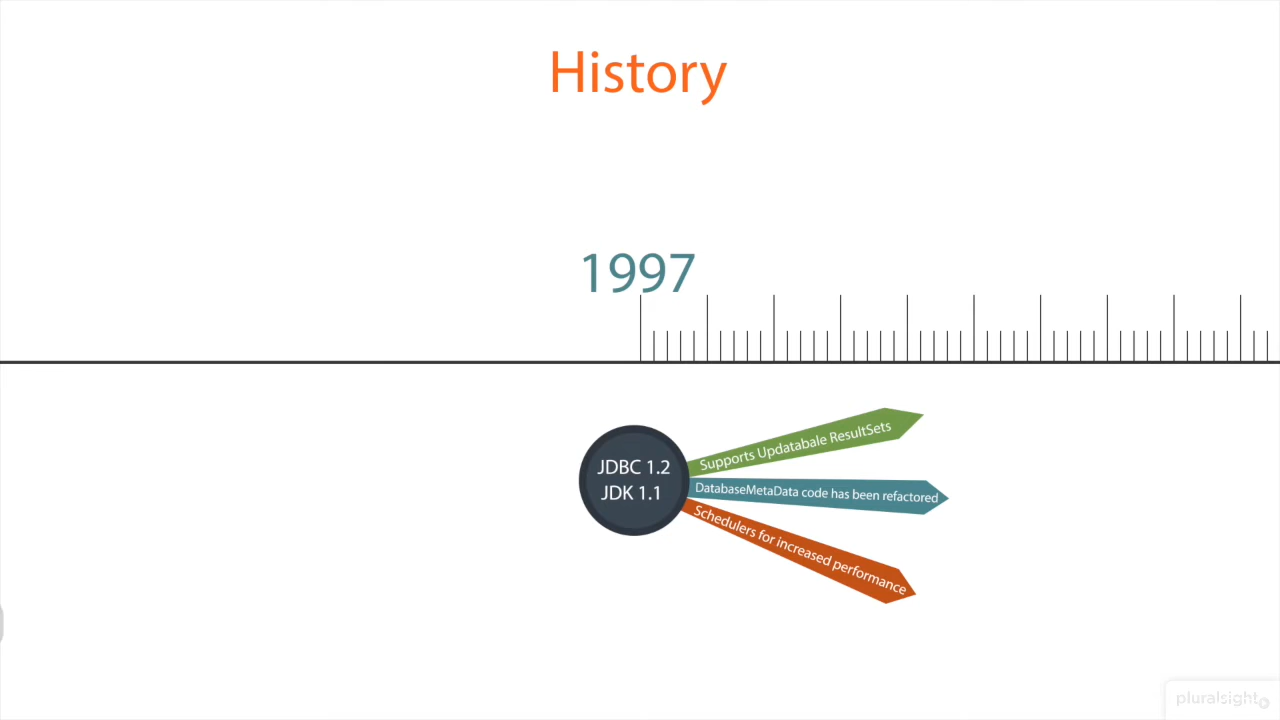 History
1997
JDBC 1.2
JDK 1.1
Supports Updatabale ResultSets
DatabaseMetaData code has been refactored
Schedulers for increased performance
pluralsight